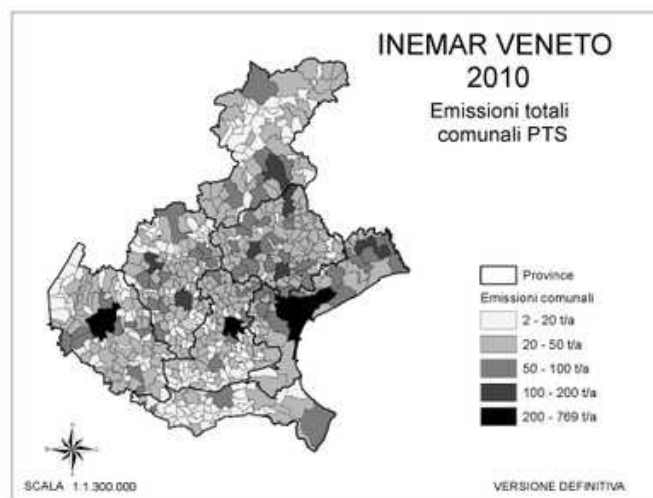 INEMAR VENETO
2010
Emissioni totali
comunali PTS
Province
Emissioni comunali
2 - 20 t/a
20 - 50 t/a
50 - 100 t/a
100 - 200 t/a
200 - 769 t/a
SCALA 1:1.300.000
VERSIONE DEFINITIVA